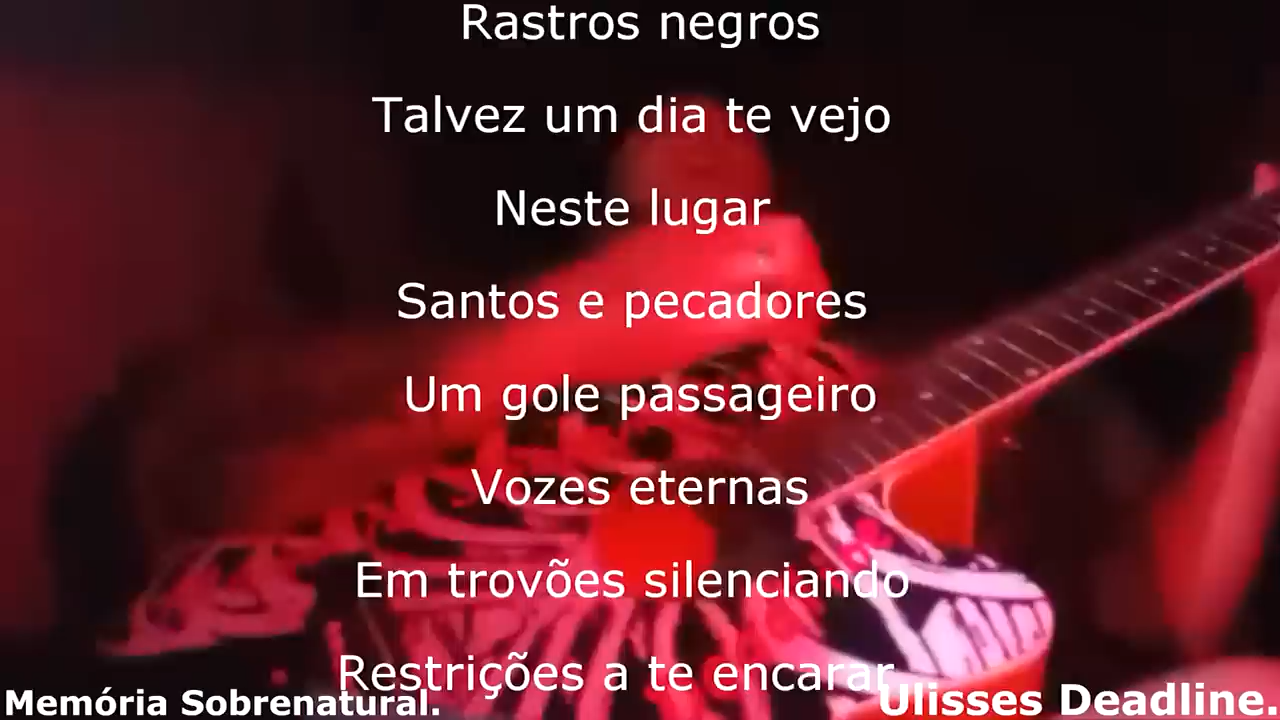 Rastros negros
Talvez um dia te vejo
Neste lugar
Santos e pecadores
Um gole passageiro
Vozes eternas
Em trovões silenciando
Restrições a te encarar
Memória Sobrenatural.
Ulisses Deadline.